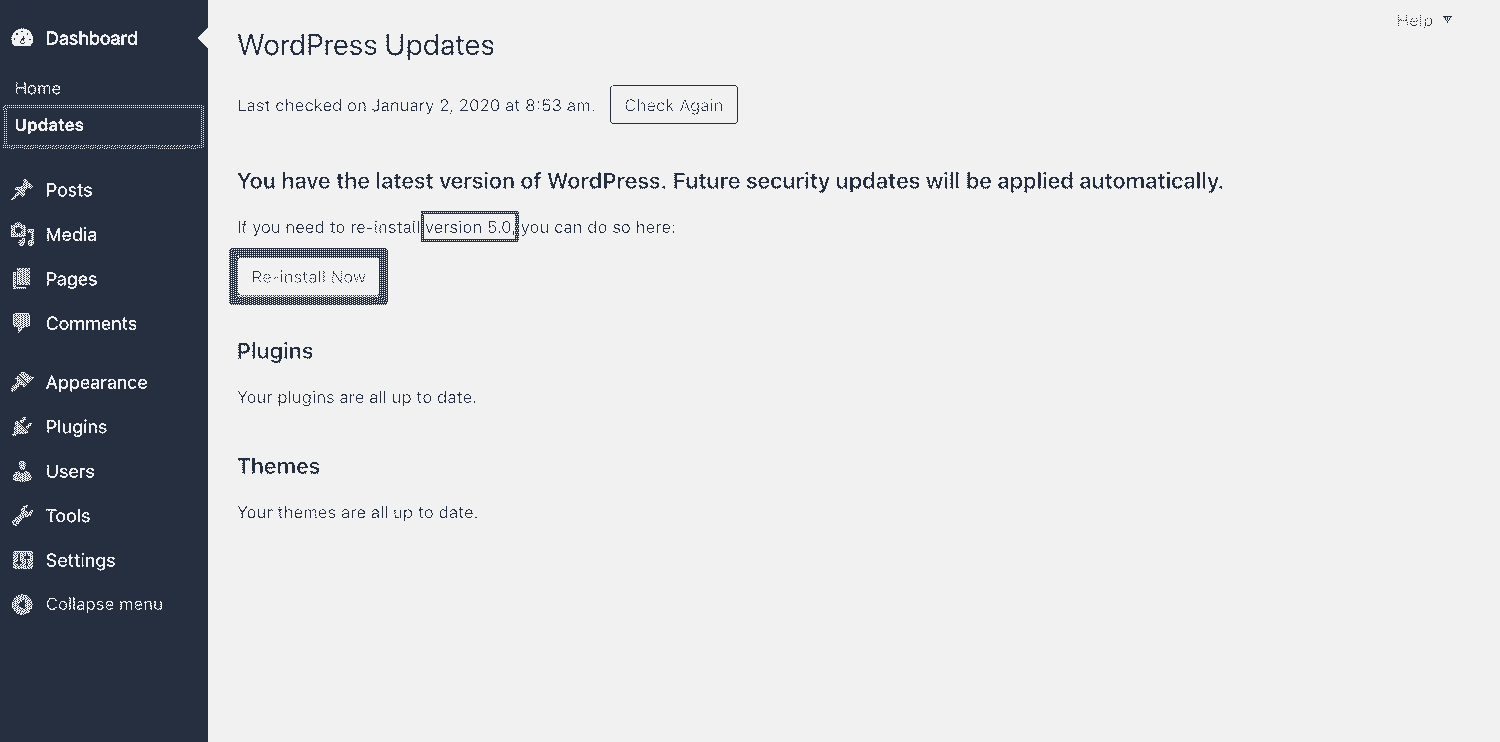 Dashboard
Home
Updates
Posts
Media
Pages
Comments
Appearance
Plugins
Users
Tools
Settings
Collapse menu
Help
WordPress Updates
Last checked on January 2, 2020 at 8:53 am. Check Again
You have the latest version of WordPress. Future security updates will be applied automatically.
If you need to re-install version 5.0, you can do so here:
Re-install Now
Plugins
Your plugins are all up to date.
Themes
Your themes are all up to date.